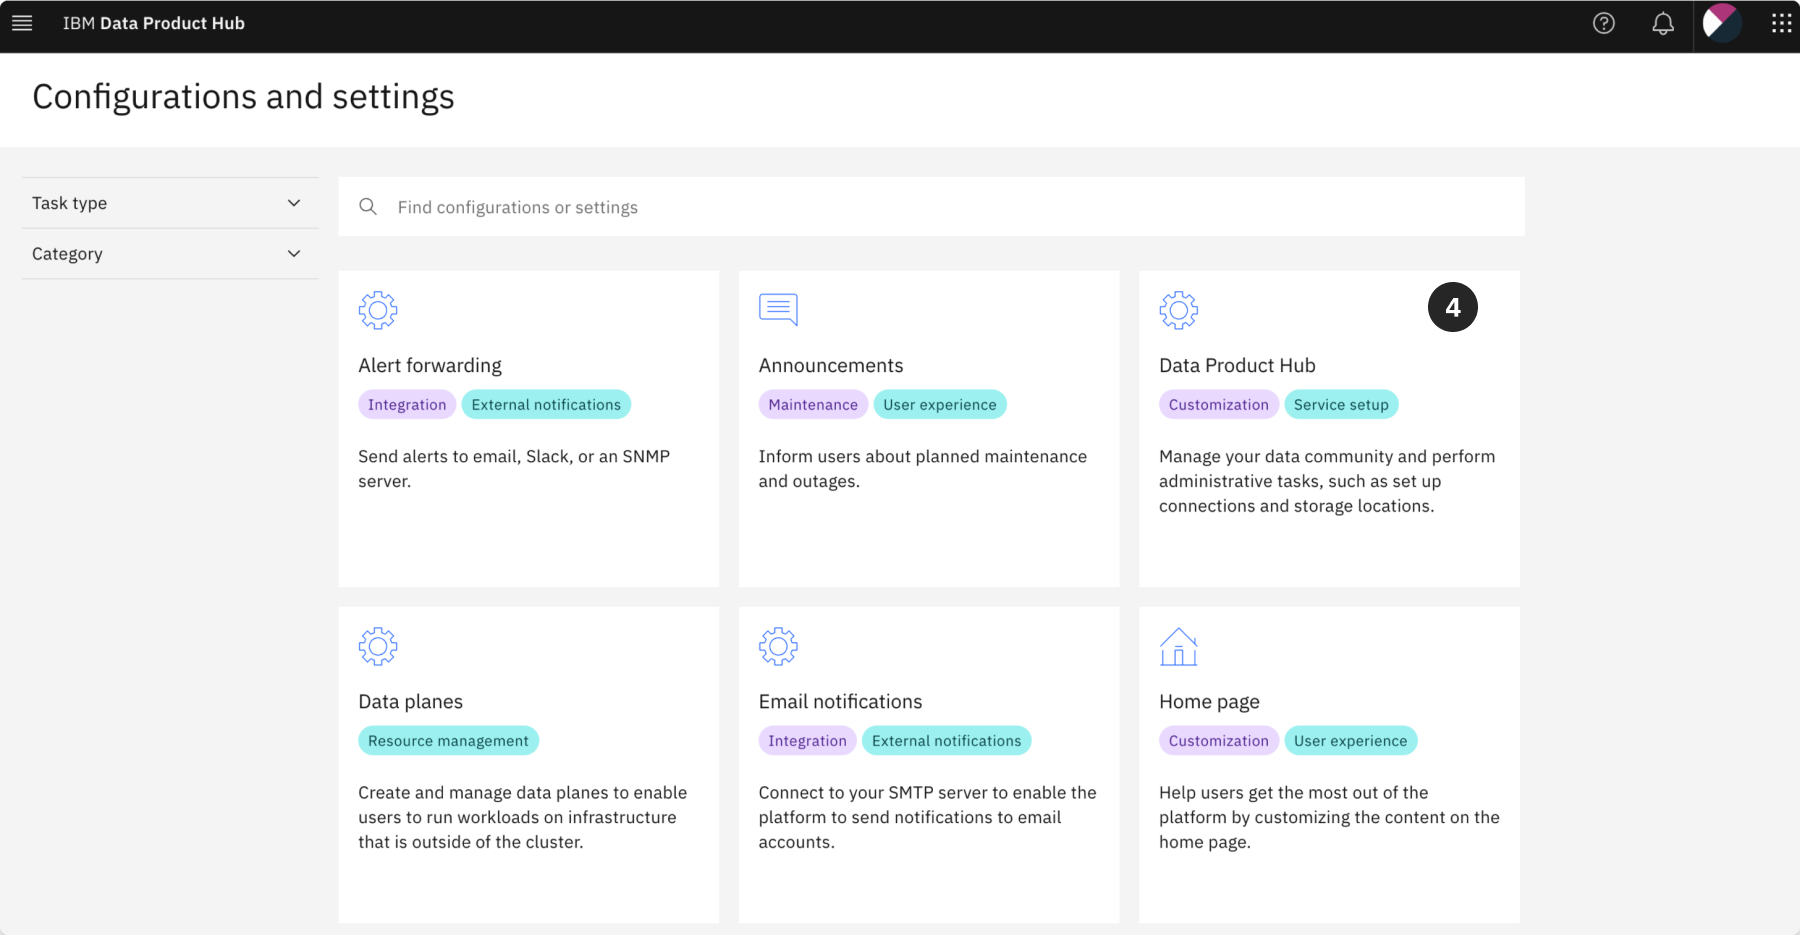 IBM Data Product Hub
Configurations and settings
Task type
Category
Find configurations or settings
Alert forwarding
Integration External notifications
Send alerts to email, Slack, or an SNMP
server.
Announcements
Maintenance User experience
Inform users about planned maintenance
and outages.
4
Data Product Hub
Customization Service setup
Manage your data community and perform
administrative tasks, such as set up
connections and storage locations.
Data planes
Resource management
Create and manage data planes to enable
users to run workloads on infrastructure
that is outside of the cluster.
Email notifications
Integration External notifications
Connect to your SMTP server to enable the
platform to send notifications to email
accounts.
Home page
Customization User experience
Help users get the most out of the
platform by customizing the content on the
home page.